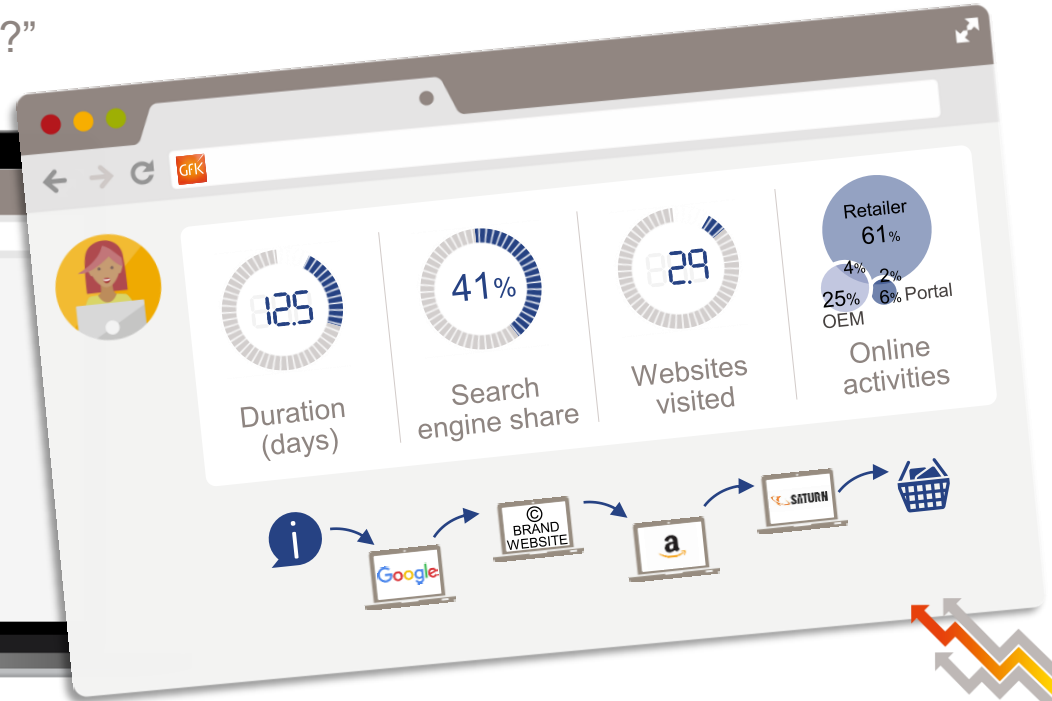 ?”
GfK
12.5
Duration
(days)
41%
Search
engine share
2.9
Websites
visited
Retailer
61%
4%
2%
25%
6% Portal
OEM
Online
activities
i
Google
©
BRAND
WEBSITE
a
SATURN